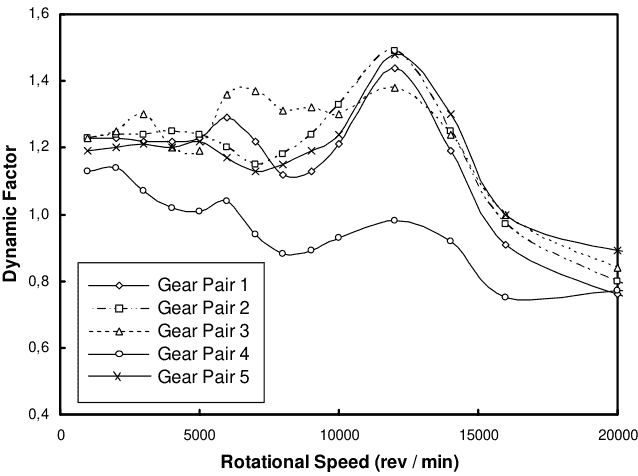 1,6
1,4
1,2
1,0
0,8
0,6
0,4
Dynamic Factor
Gear Pair 1
Gear Pair 2
Gear Pair 3
Gear Pair 4
Gear Pair 5
0 5000 10000 15000 20000
Rotational Speed (rev / min)